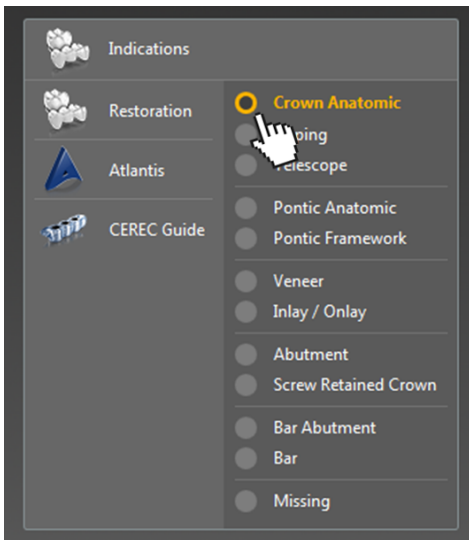 Indications
Restoration
Atlantis
CEREC Guide
Crown Anatomic
ping
Telescope
Pontic Anatomic
Pontic Framework
Veneer
Inlay / Onlay
Abutment
Screw Retained Crown
Bar Abutment
Bar
Missing